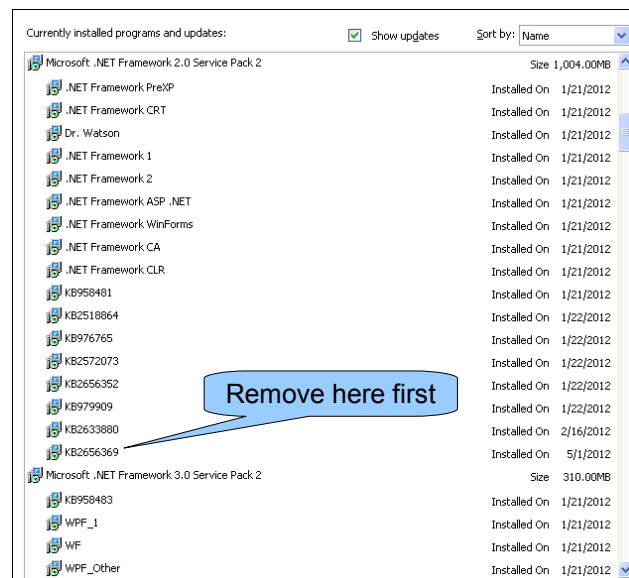 Currently installed programs and updates: Show updates Sort by: Name
Microsoft .NET Framework 2.0 Service Pack 2 Size 1,004.00MB
.NET Framework PreXP Installed On 1/21/2012
.NET Framework CRT Installed On 1/21/2012
Dr. Watson Installed On 1/21/2012
.NET Framework 1 Installed On 1/21/2012
.NET Framework 2 Installed On 1/21/2012
.NET Framework ASP .NET Installed On 1/21/2012
.NET Framework WinForms Installed On 1/21/2012
.NET Framework CA Installed On 1/21/2012
.NET Framework CLR Installed On 1/21/2012
KB958481 Installed On 1/21/2012
KB2518864 Installed On 1/22/2012
KB976765 Installed On 1/22/2012
KB2572073 Installed On 1/22/2012
KB2656352 Installed On 1/22/2012
Remove here first
KB979909 Installed On 1/22/2012
KB2633880 Installed On 2/16/2012
KB2656369 Installed On 5/1/2012
Microsoft .NET Framework 3.0 Service Pack 2 Size 310.00MB
KB958483 Installed On 1/21/2012
WPF_1 Installed On 1/21/2012
WF Installed On 1/21/2012
WPF_Other Installed On 1/21/2012